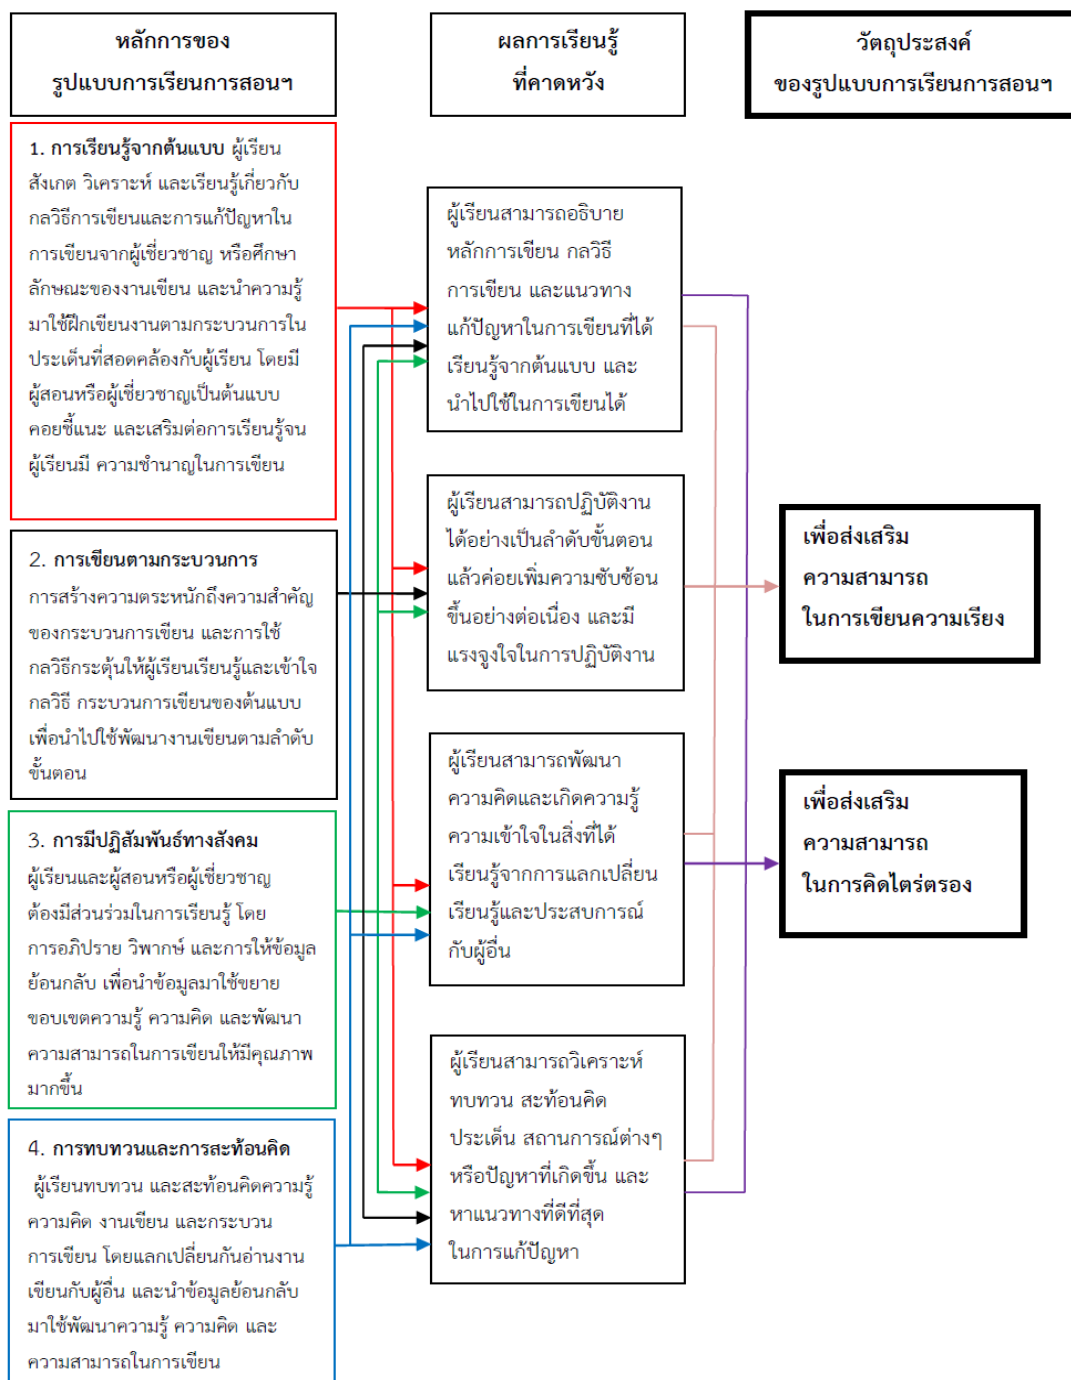 หลักการของ
รูปแบบการเรียนการสอนฯ
ผลการเรียนรู้
ที่คาดหวัง
วัตถุประสงค์
ของรูปแบบการเรียนการสอนฯ
1. การเรียนรู้จากต้นแบบ ผู้เรียน
สังเกต วิเคราะห์ และเรียนรู้เกี่ยวกับ
กลวิธีการเขียนและการแก้ปัญหาใน
การเขียนจากผู้เชี่ยวชาญ หรือศึกษา
ลักษณะของงานเขียน และนำความรู้
มาใช้ฝึกเขียนงานตามกระบวนการใน
ประเด็นที่สอดคล้องกับผู้เรียน โดยมี
ผู้สอนหรือผู้เชี่ยวชาญเป็นต้นแบบ
คอยชี้แนะ และเสริมต่อการเรียนรู้จน
ผู้เรียนมี ความชำนาญในการเขียน
2. การเขียนตามกระบวนการ
การสร้างความตระหนักถึงความสำคัญ
ของกระบวนการเขียน และการใช้
กลวิธีกระตุ้นให้ผู้เรียนเรียนรู้และเข้าใจ
กลวิธี กระบวนการเขียนของต้นแบบ
เพื่อนำไปใช้พัฒนางานเขียนตามลำดับ
ขั้นตอน
3. การมีปฏิสัมพันธ์ทางสังคม
ผู้เรียนและผู้สอนหรือผู้เชี่ยวชาญ
ต้องมีส่วนร่วมในการเรียนรู้ โดย
การอภิปราย วิพากษ์ และการให้ข้อมูล
ย้อนกลับ เพื่อนำข้อมูลมาใช้ขยาย
ขอบเขตความรู้ ความคิด และพัฒนา
ความสามารถในการเขียนให้มีคุณภาพ
มากขึ้น
4. การทบทวนและการสะท้อนคิด
ผู้เรียนทบทวน และสะท้อนคิดความรู้
ความคิด งานเขียน และกระบวน
การเขียน โดยแลกเปลี่ยนกันอ่านงาน
เขียนกับผู้อื่น และนำข้อมูลย้อนกลับ
มาใช้พัฒนาความรู้ ความคิด และ
ความสามารถในการเขียน
ผู้เรียนสามารถอธิบาย
หลักการเขียน กลวิธี
การเขียน และแนวทาง
แก้ปัญหาในการเขียนที่ได้
เรียนรู้จากต้นแบบ และ
นำไปใช้ในการเขียนได้
ผู้เรียนสามารถปฏิบัติงาน
ได้อย่างเป็นลำดับขั้นตอน
แล้วค่อยเพิ่มความซับซ้อน
ขึ้นอย่างต่อเนื่อง และมี
แรงจูงใจในการปฏิบัติงาน
ผู้เรียนสามารถพัฒนา
ความคิดและเกิดความรู้
ความเข้าใจในสิ่งที่ได้
เรียนรู้จากการแลกเปลี่ยน
เรียนรู้และประสบการณ์
กับผู้อื่น
ผู้เรียนสามารถวิเคราะห์
ทบทวน สะท้อนคิด
ประเด็น สถานการณ์ต่างๆ
หรือปัญหาที่เกิดขึ้น และ
หาแนวทางที่ดีที่สุด
ในการแก้ปัญหา
เพื่อส่งเสริม
ความสามารถ
ในการเขียนความเรียง
เพื่อส่งเสริม
ความสามารถ
ในการคิดไตร่ตรอง